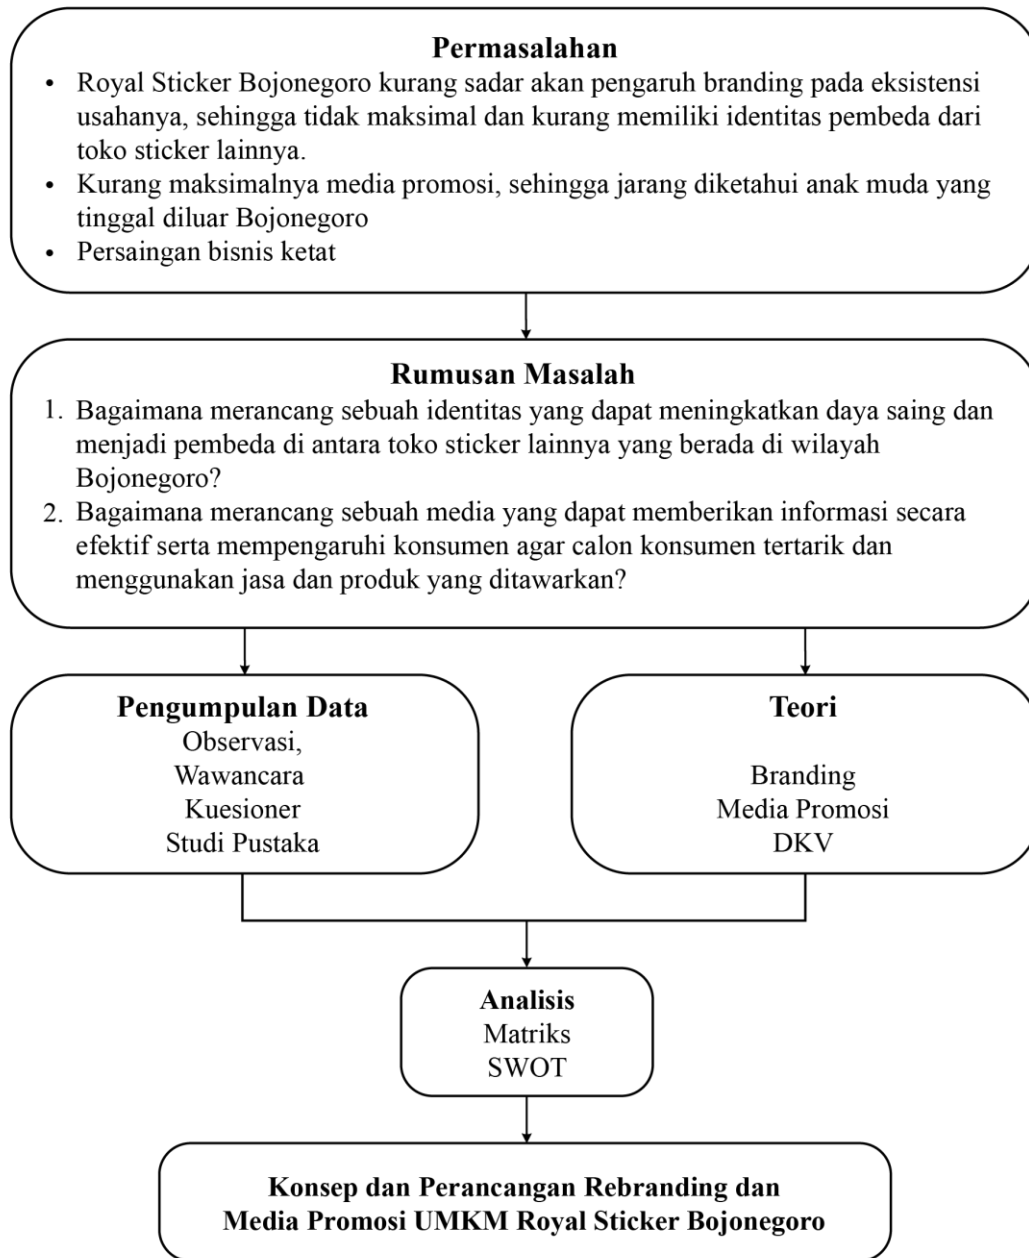 Permasalahan
• Royal Sticker Bojonegoro kurang sadar akan pengaruh branding pada eksistensi
usahanya, sehingga tidak maksimal dan kurang memiliki identitas pembeda dari
toko sticker lainnya.
• Kurang maksimalnya media promosi, sehingga jarang diketahui anak muda yang
tinggal diluar Bojonegoro
• Persaingan bisnis ketat
Rumusan Masalah
1. Bagaimana merancang sebuah identitas yang dapat meningkatkan daya saing dan
menjadi pembeda di antara toko sticker lainnya yang berada di wilayah
Bojonegoro?
2. Bagaimana merancang sebuah media yang dapat memberikan informasi secara
efektif serta mempengaruhi konsumen agar calon konsumen tertarik dan
menggunakan jasa dan produk yang ditawarkan?
Pengumpulan Data
Observasi,
Wawancara
Kuesioner
Studi Pustaka
Teori
Branding
Media Promosi
DKV
Analisis
Matriks
SWOT
Konsep dan Perancangan Rebranding dan
Media Promosi UMKM Royal Sticker Bojonegoro